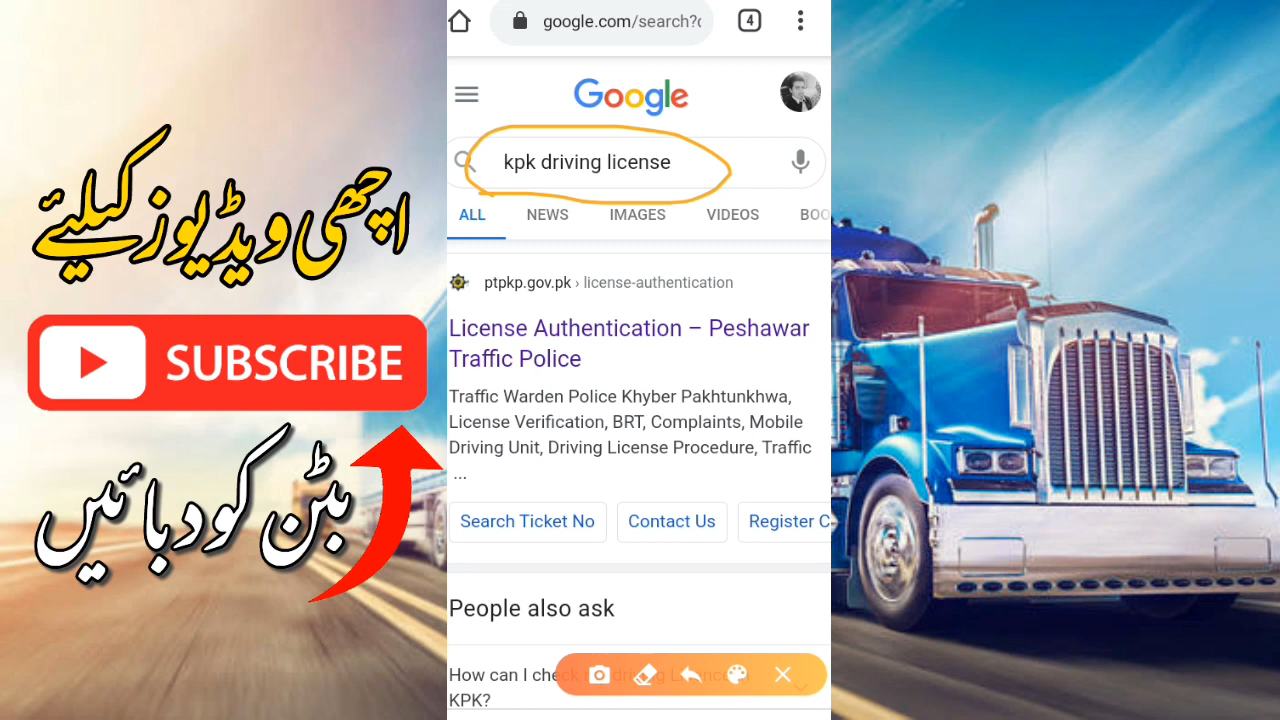 اچھی ویڈیوز کیلئے
SUBSCRIBE
بٹن کو دبائیں
google.com/search?
4
Google
kpk driving license
ALL NEWS IMAGES VIDEOS BOO
ptpkp.gov.pk › license-authentication
License Authentication – Peshawar
Traffic Police
Traffic Warden Police Khyber Pakhtunkhwa,
License Verification, BRT, Complaints, Mobile
Driving Unit, Driving License Procedure, Traffic
...
Search Ticket No Contact Us Register C
People also ask
How can I check
KPK?